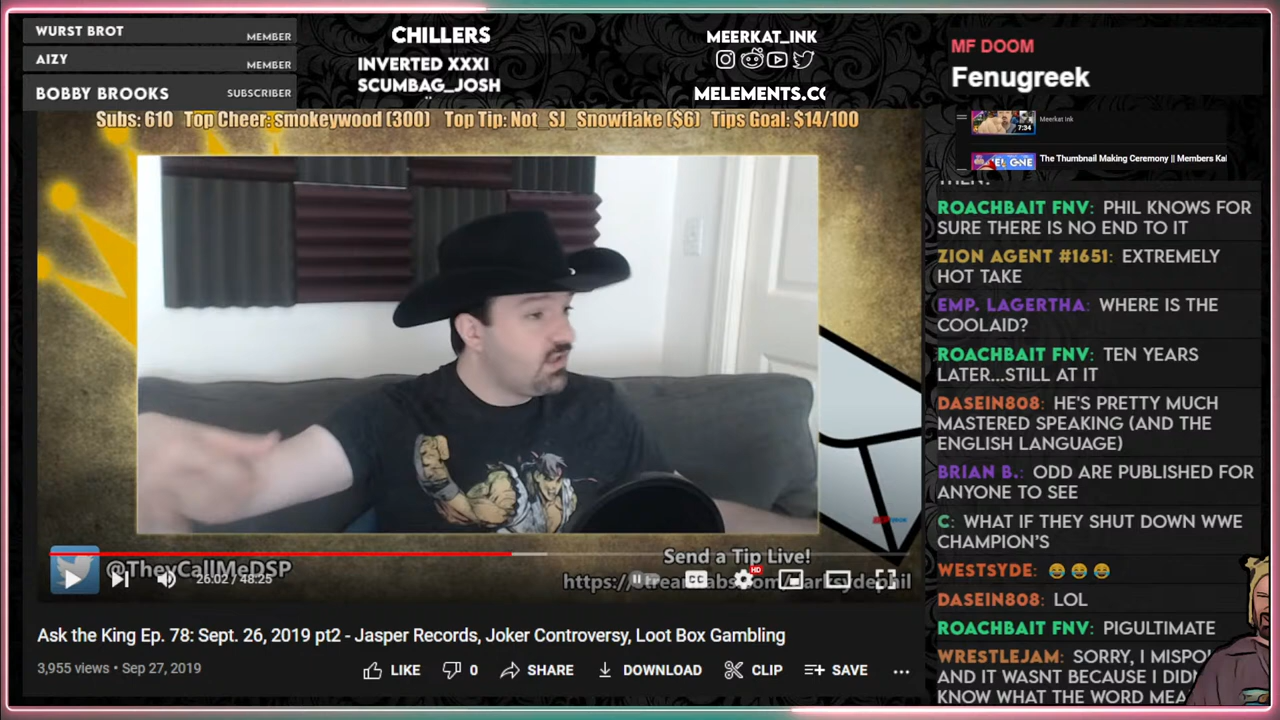 WURST BROT MEMBER
AIZY MEMBER
BOBBY BROOKS SUBSCRIBER
CHILLERS
INVERTED XXXI
SCUMBAG_JOSH
MEERKAT_INK
MELEMENTS.CO
MF DOOM
Fenugreek
7:34
Meerkat Ink
The Thumbnail Making Ceremony || Members Kal
Subs: 610 Top Cheer: smokeywood (300) Top Tip: Not_SJ_Snowflake ($6) Tips Goal: $14/100
THEN?
ROACHBAIT FNV: PHIL KNOWS FOR
SURE THERE IS NO END TO IT
ZION AGENT #1651: EXTREMELY
HOT TAKE
EMP. LAGERTHA: WHERE IS THE
COOLAID?
ROACHBAIT FNV: TEN YEARS
LATER...STILL AT IT
DASEIN808: HE'S PRETTY MUCH
MASTERED SPEAKING (AND THE
ENGLISH LANGUAGE)
BRIAN B.: ODD ARE PUBLISHED FOR
ANYONE TO SEE
C: WHAT IF THEY SHUT DOWN WWE
CHAMPION'S
WESTSYDE: 😂😂😂
DASEIN808: LOL
ROACHBAIT FNV: PIGULTIMATE
WRESTLEJAM: SORRY, I MISPO
AND IT WASNT BECAUSE I DID
KNOW WHAT THE WORD MEA
Send a Tip Live!
@TheyCallMeDSP
26:02 / 48:25
CC
HD
Ask the King Ep. 78: Sept. 26, 2019 pt2 - Jasper Records, Joker Controversy, Loot Box Gambling
3,955 views • Sep 27, 2019
LIKE
0
SHARE
DOWNLOAD
CLIP
SAVE